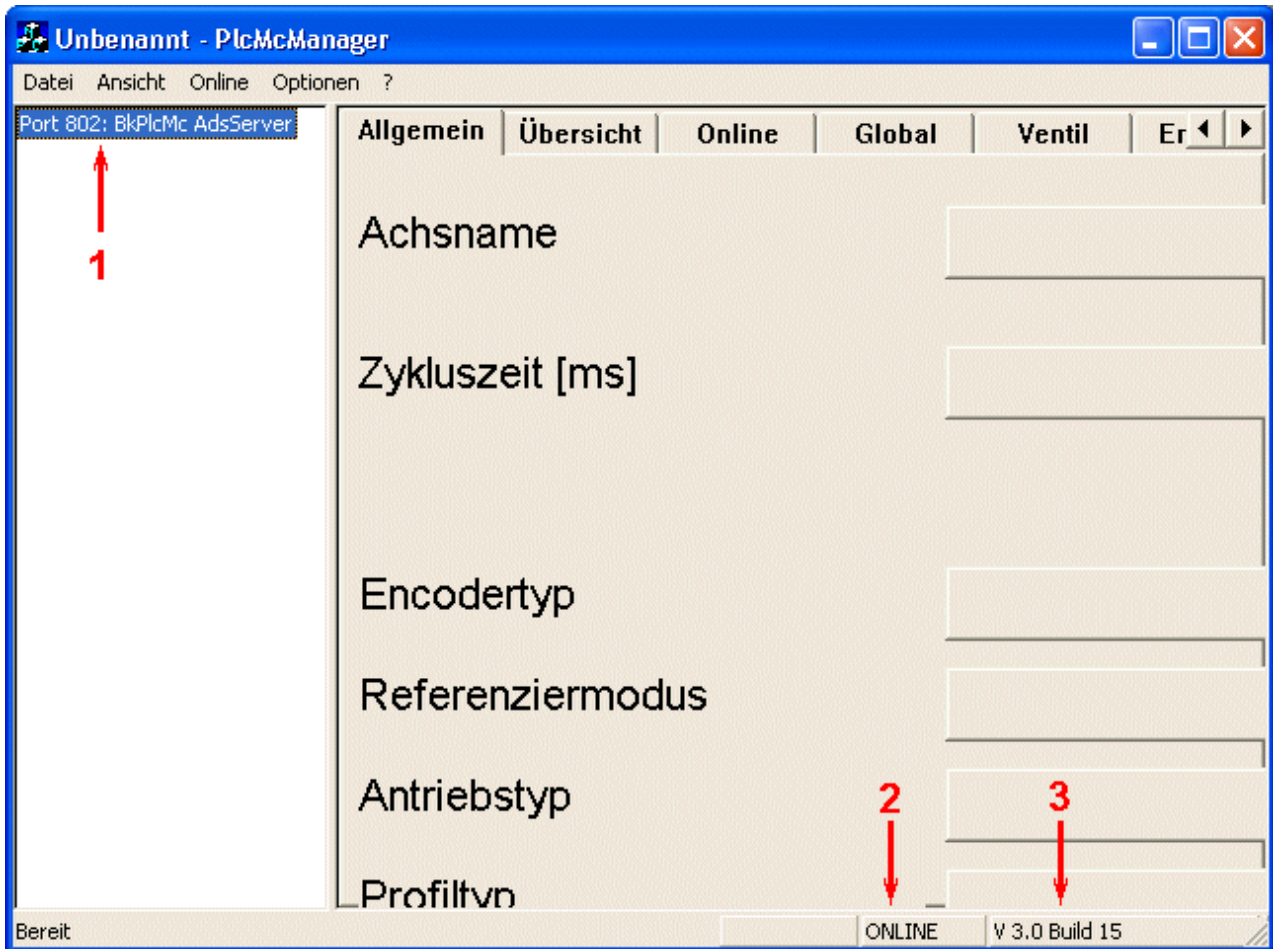 Unbenannt - PlcMcManager
Datei Ansicht Online Optionen ?
Port 802: BkPlcMc AdsServer
Allgemein Übersicht Online Global Ventil Er
1
Achsname
Zykluszeit [ms]
Encodertyp
Referenziermodus
Antriebstyp
2 3
Profiltyp
Bereit ONLINE V 3.0 Build 15